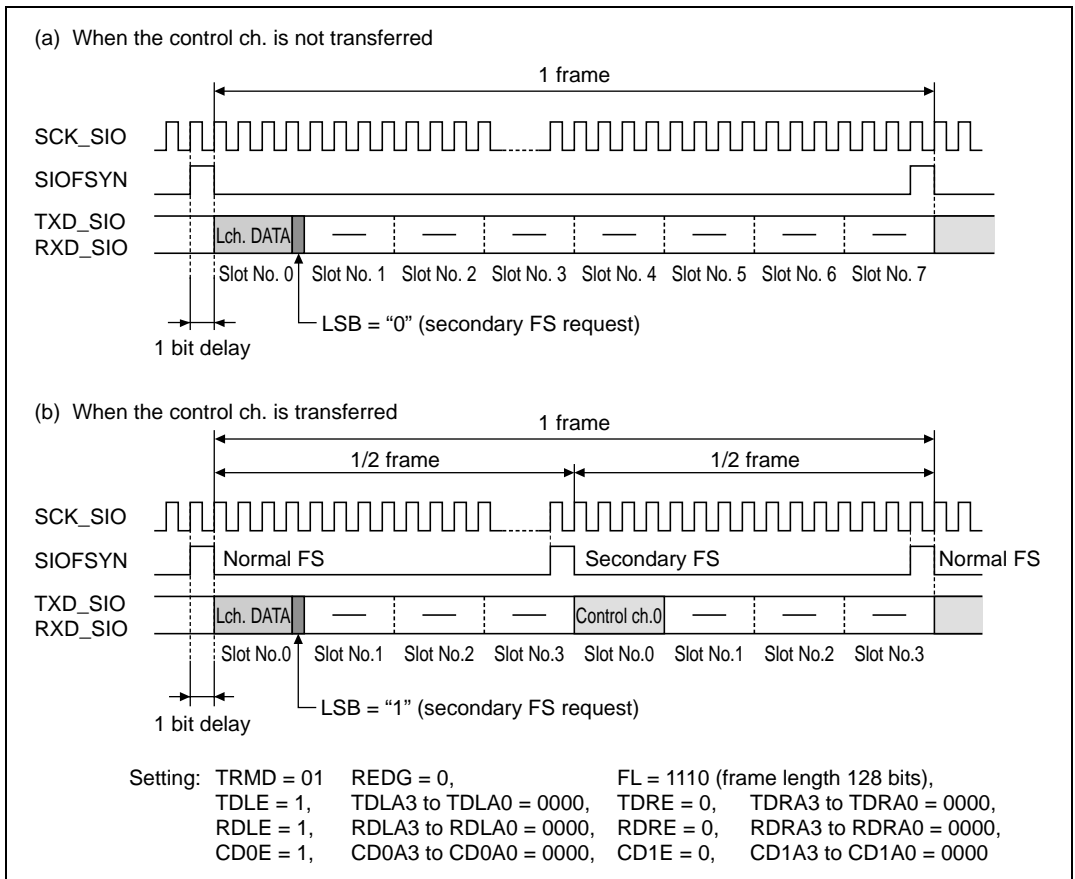 (a) When the control ch. is not transferred
1 frame
SCK_SIO
SIOFSYN
TXD_SIO
RXD_SIO
Lch. DATA
Slot No. 0 Slot No. 1 Slot No. 2 Slot No. 3 Slot No. 4 Slot No. 5 Slot No. 6 Slot No. 7
LSB = “0” (secondary FS request)
1 bit delay
(b) When the control ch. is transferred
1 frame
1/2 frame 1/2 frame
SCK_SIO
SIOFSYN Normal FS Secondary FS Normal FS
TXD_SIO
RXD_SIO
Lch. DATA Control ch.0
Slot No.0 Slot No.1 Slot No.2 Slot No.3 Slot No.0 Slot No.1 Slot No.2 Slot No.3
LSB = “1” (secondary FS request)
1 bit delay
Setting: TRMD = 01 REDG = 0, FL = 1110 (frame length 128 bits),
TDLE = 1, TDLA3 to TDLA0 = 0000, TDRE = 0, TDRA3 to TDRA0 = 0000,
RDLE = 1, RDLA3 to RDLA0 = 0000, RDRE = 0, RDRA3 to RDRA0 = 0000,
CD0E = 1, CD0A3 to CD0A0 = 0000, CD1E = 0, CD1A3 to CD1A0 = 0000